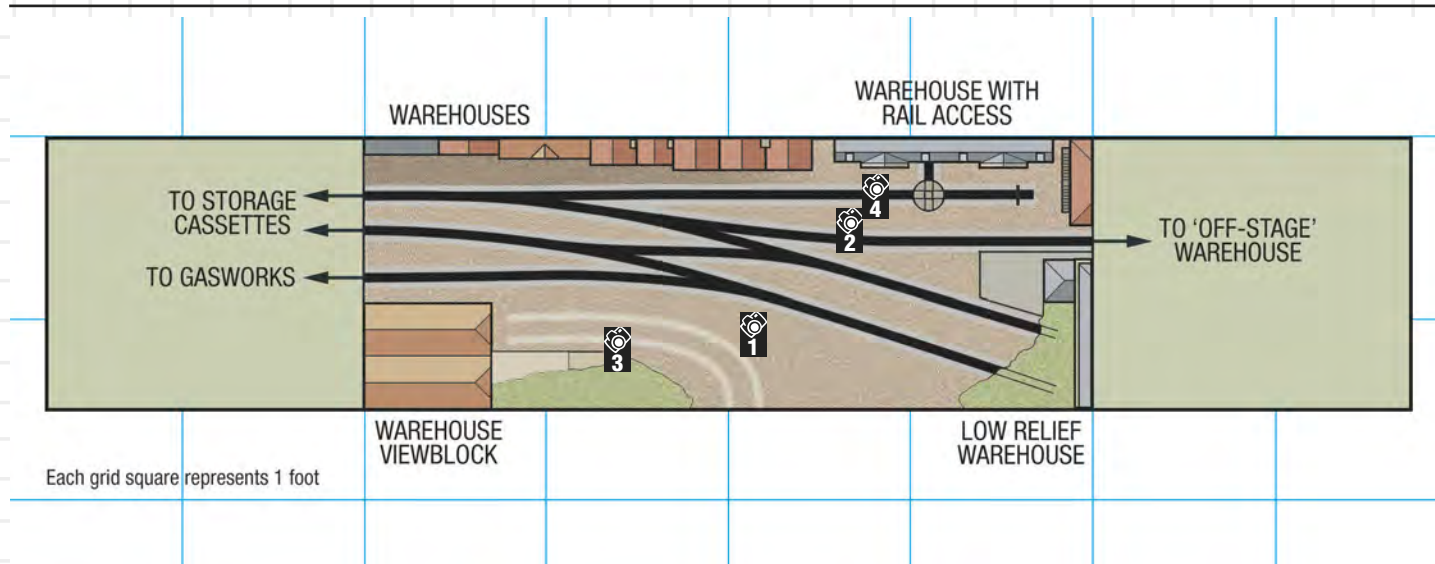 WAREHOUSES
WAREHOUSE WITH
RAIL ACCESS
TO STORAGE
CASSETTES
TO GASWORKS
4
2
TO ‘OFF-STAGE’
WAREHOUSE
1
3
WAREHOUSE
VIEWBLOCK
LOW RELIEF
WAREHOUSE
Each grid square represents 1 foot